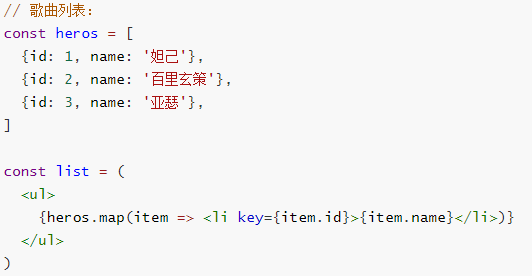 // 歌曲列表：
const heros = [
  {id: 1, name: '妲己'},
  {id: 2, name: '百里玄策'},
  {id: 3, name: '亚瑟'},
]

const list = (
  <ul>
    {heros.map(item => <li key={item.id}>{item.name}</li>)}
  </ul>
)